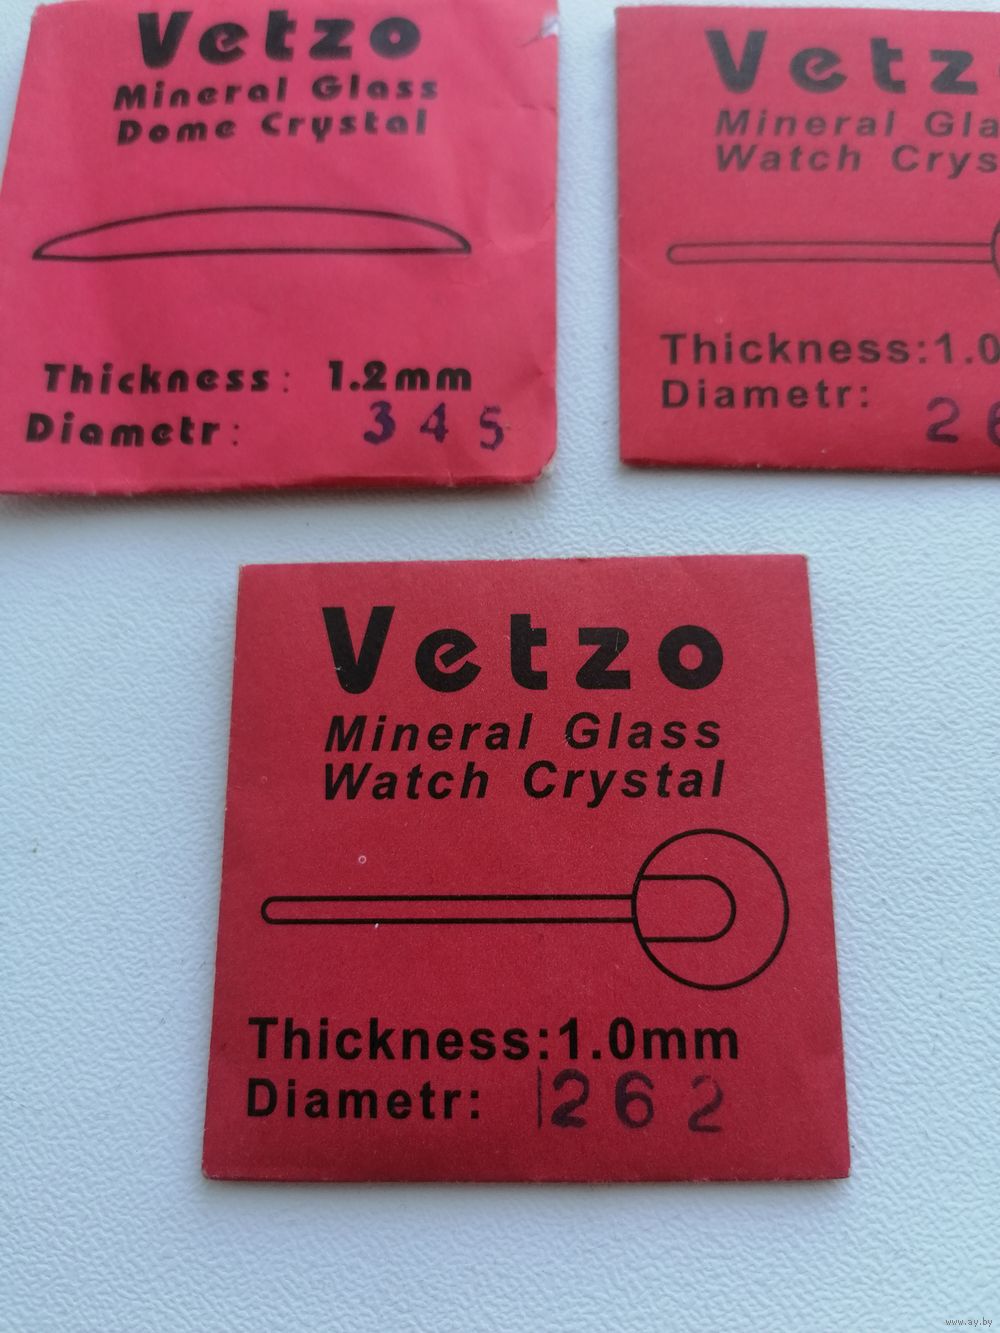 Vetzo
Mineral Glass
Dome Crystal
Thickness: 1.2mm
Diametr: 345
Vetz
Mineral Gla
Watch Crys
Thickness:1.0
Diametr: 26
Vetzo
Mineral Glass
Watch Crystal
Thickness:1.0mm
Diametr: 262
www.ay.by